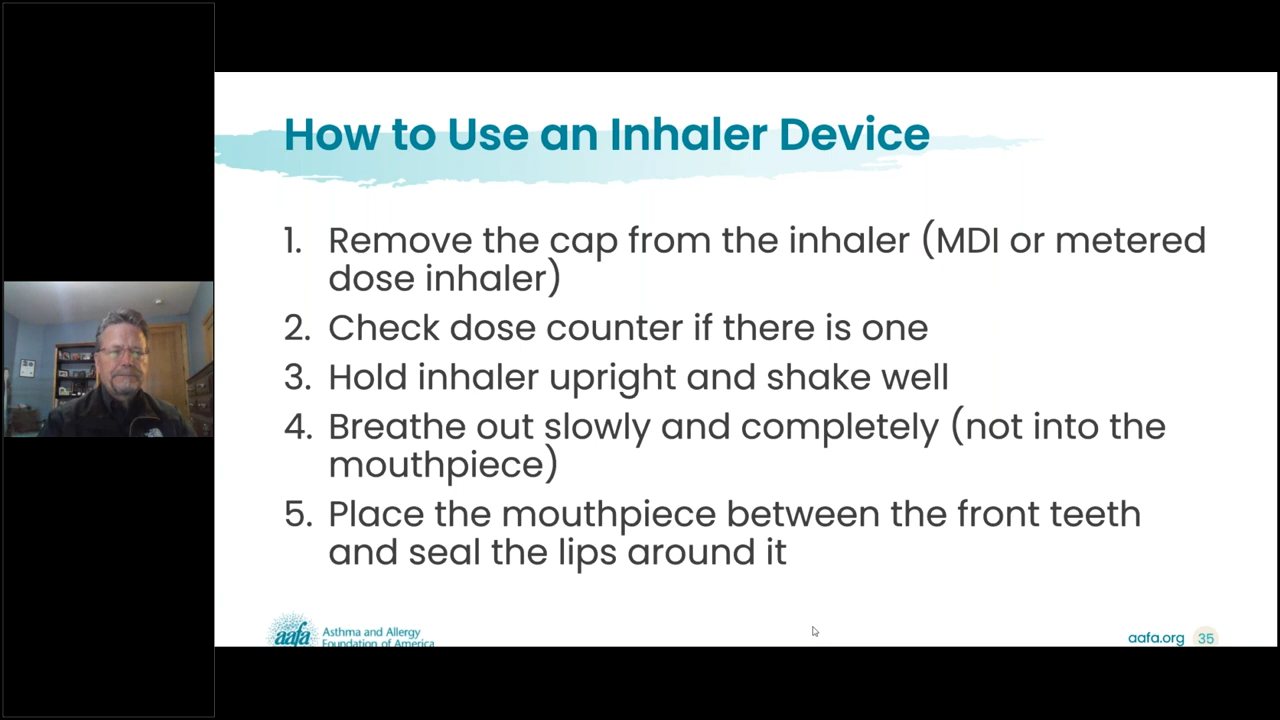 How to Use an Inhaler Device
1. Remove the cap from the inhaler (MDI or metered
dose inhaler)
2. Check dose counter if there is one
3. Hold inhaler upright and shake well
4. Breathe out slowly and completely (not into the
mouthpiece)
5. Place the mouthpiece between the front teeth
and seal the lips around it
aafa Asthma and Allergy
Foundation of America
aafa.org 35